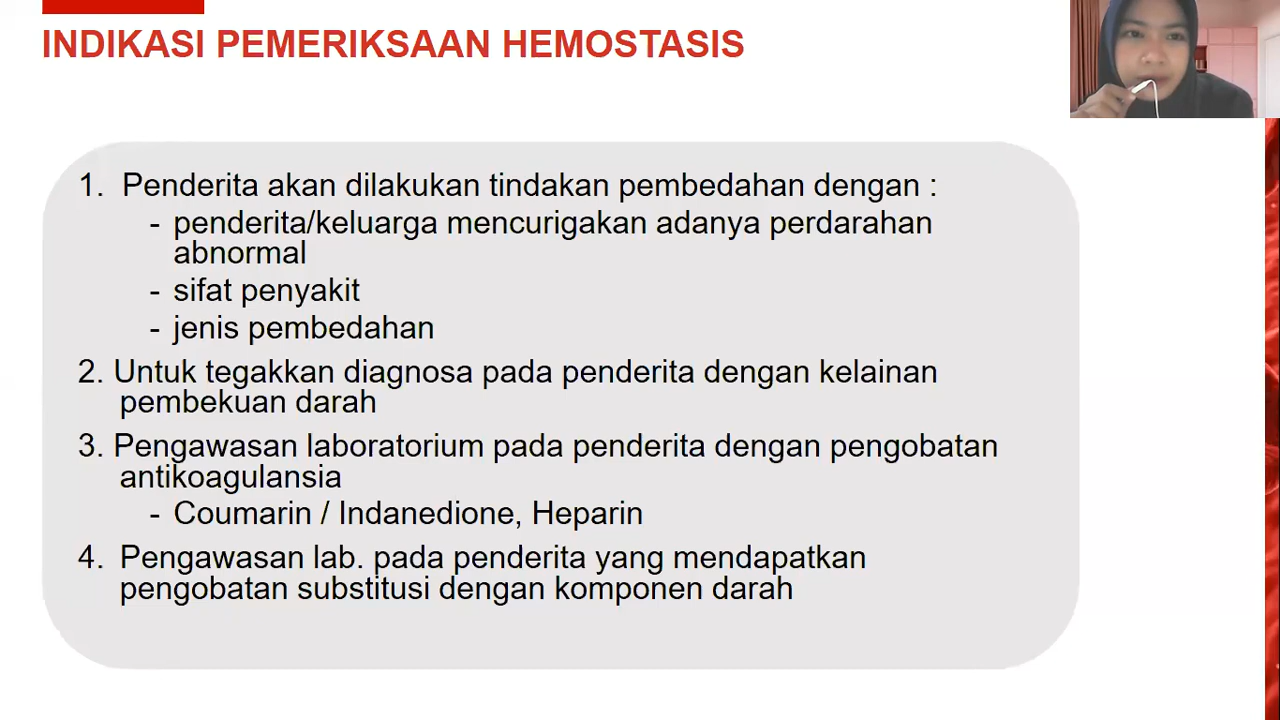 INDIKASI PEMERIKSAAN HEMOSTASIS
1. Penderita akan dilakukan tindakan pembedahan dengan :
- penderita/keluarga mencurigakan adanya perdarahan
abnormal
- sifat penyakit
- jenis pembedahan
2. Untuk tegakkan diagnosa pada penderita dengan kelainan
pembekuan darah
3. Pengawasan laboratorium pada penderita dengan pengobatan
antikoagulansia
- Coumarin / Indanedione, Heparin
4. Pengawasan lab. pada penderita yang mendapatkan
pengobatan substitusi dengan komponen darah